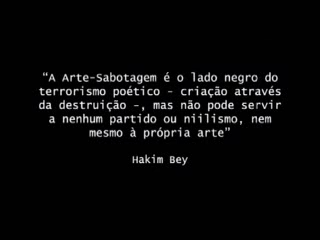 “A Arte-Sabotagem é o lado negro do
terrorismo poético - criação através
da destruição -, mas não pode servir
a nenhum partido ou niilismo, nem
mesmo à própria arte”
Hakim Bey